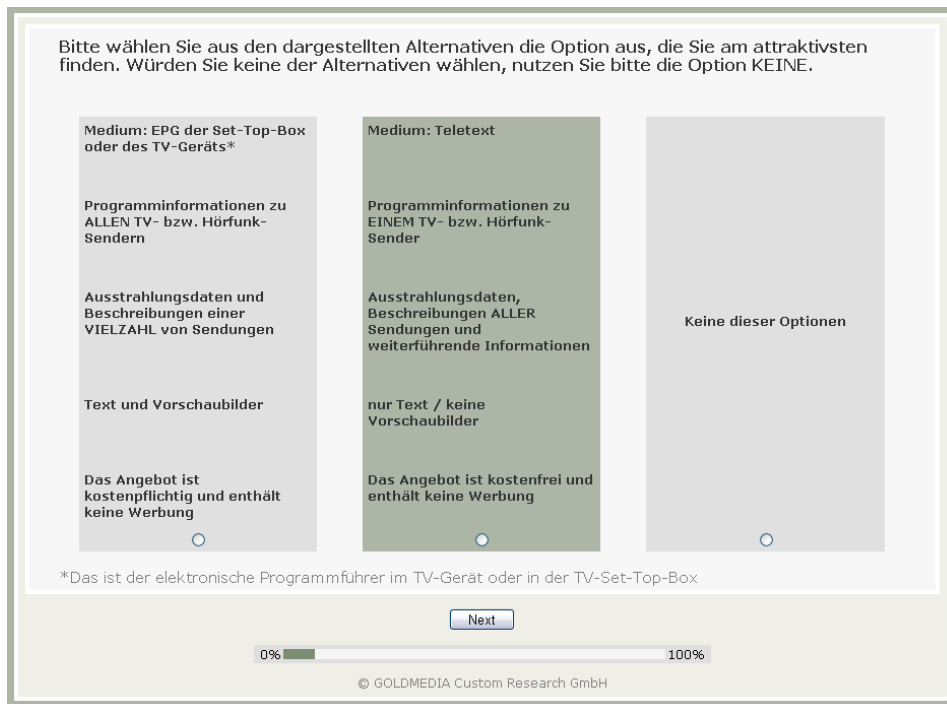 Bitte wählen Sie aus den dargestellten Alternativen die Option aus, die Sie am attraktivsten
finden. Würden Sie keine der Alternativen wählen, nutzen Sie bitte die Option KEINE.
Medium: EPG der Set-Top-Box
oder des TV-Geräts*
Programminformationen zu
ALLEN TV- bzw. Hörfunk-
Sendern
Ausstrahlungsdaten und
Beschreibungen einer
VIELZAHL von Sendungen
Text und Vorschaubilder
Das Angebot ist
kostenpflichtig und enthält
keine Werbung
Medium: Teletext
Programminformationen zu
EINEM TV- bzw. Hörfunk-
Sender
Ausstrahlungsdaten,
Beschreibungen ALLER
Sendungen und
weiterführende Informationen
nur Text / keine
Vorschaubilder
Das Angebot ist kostenfrei und
enthält keine Werbung
Keine dieser Optionen
*Das ist der elektronische Programmführer im TV-Gerät oder in der TV-Set-Top-Box
Next
0% 100%
© GOLDMEDIA Custom Research GmbH